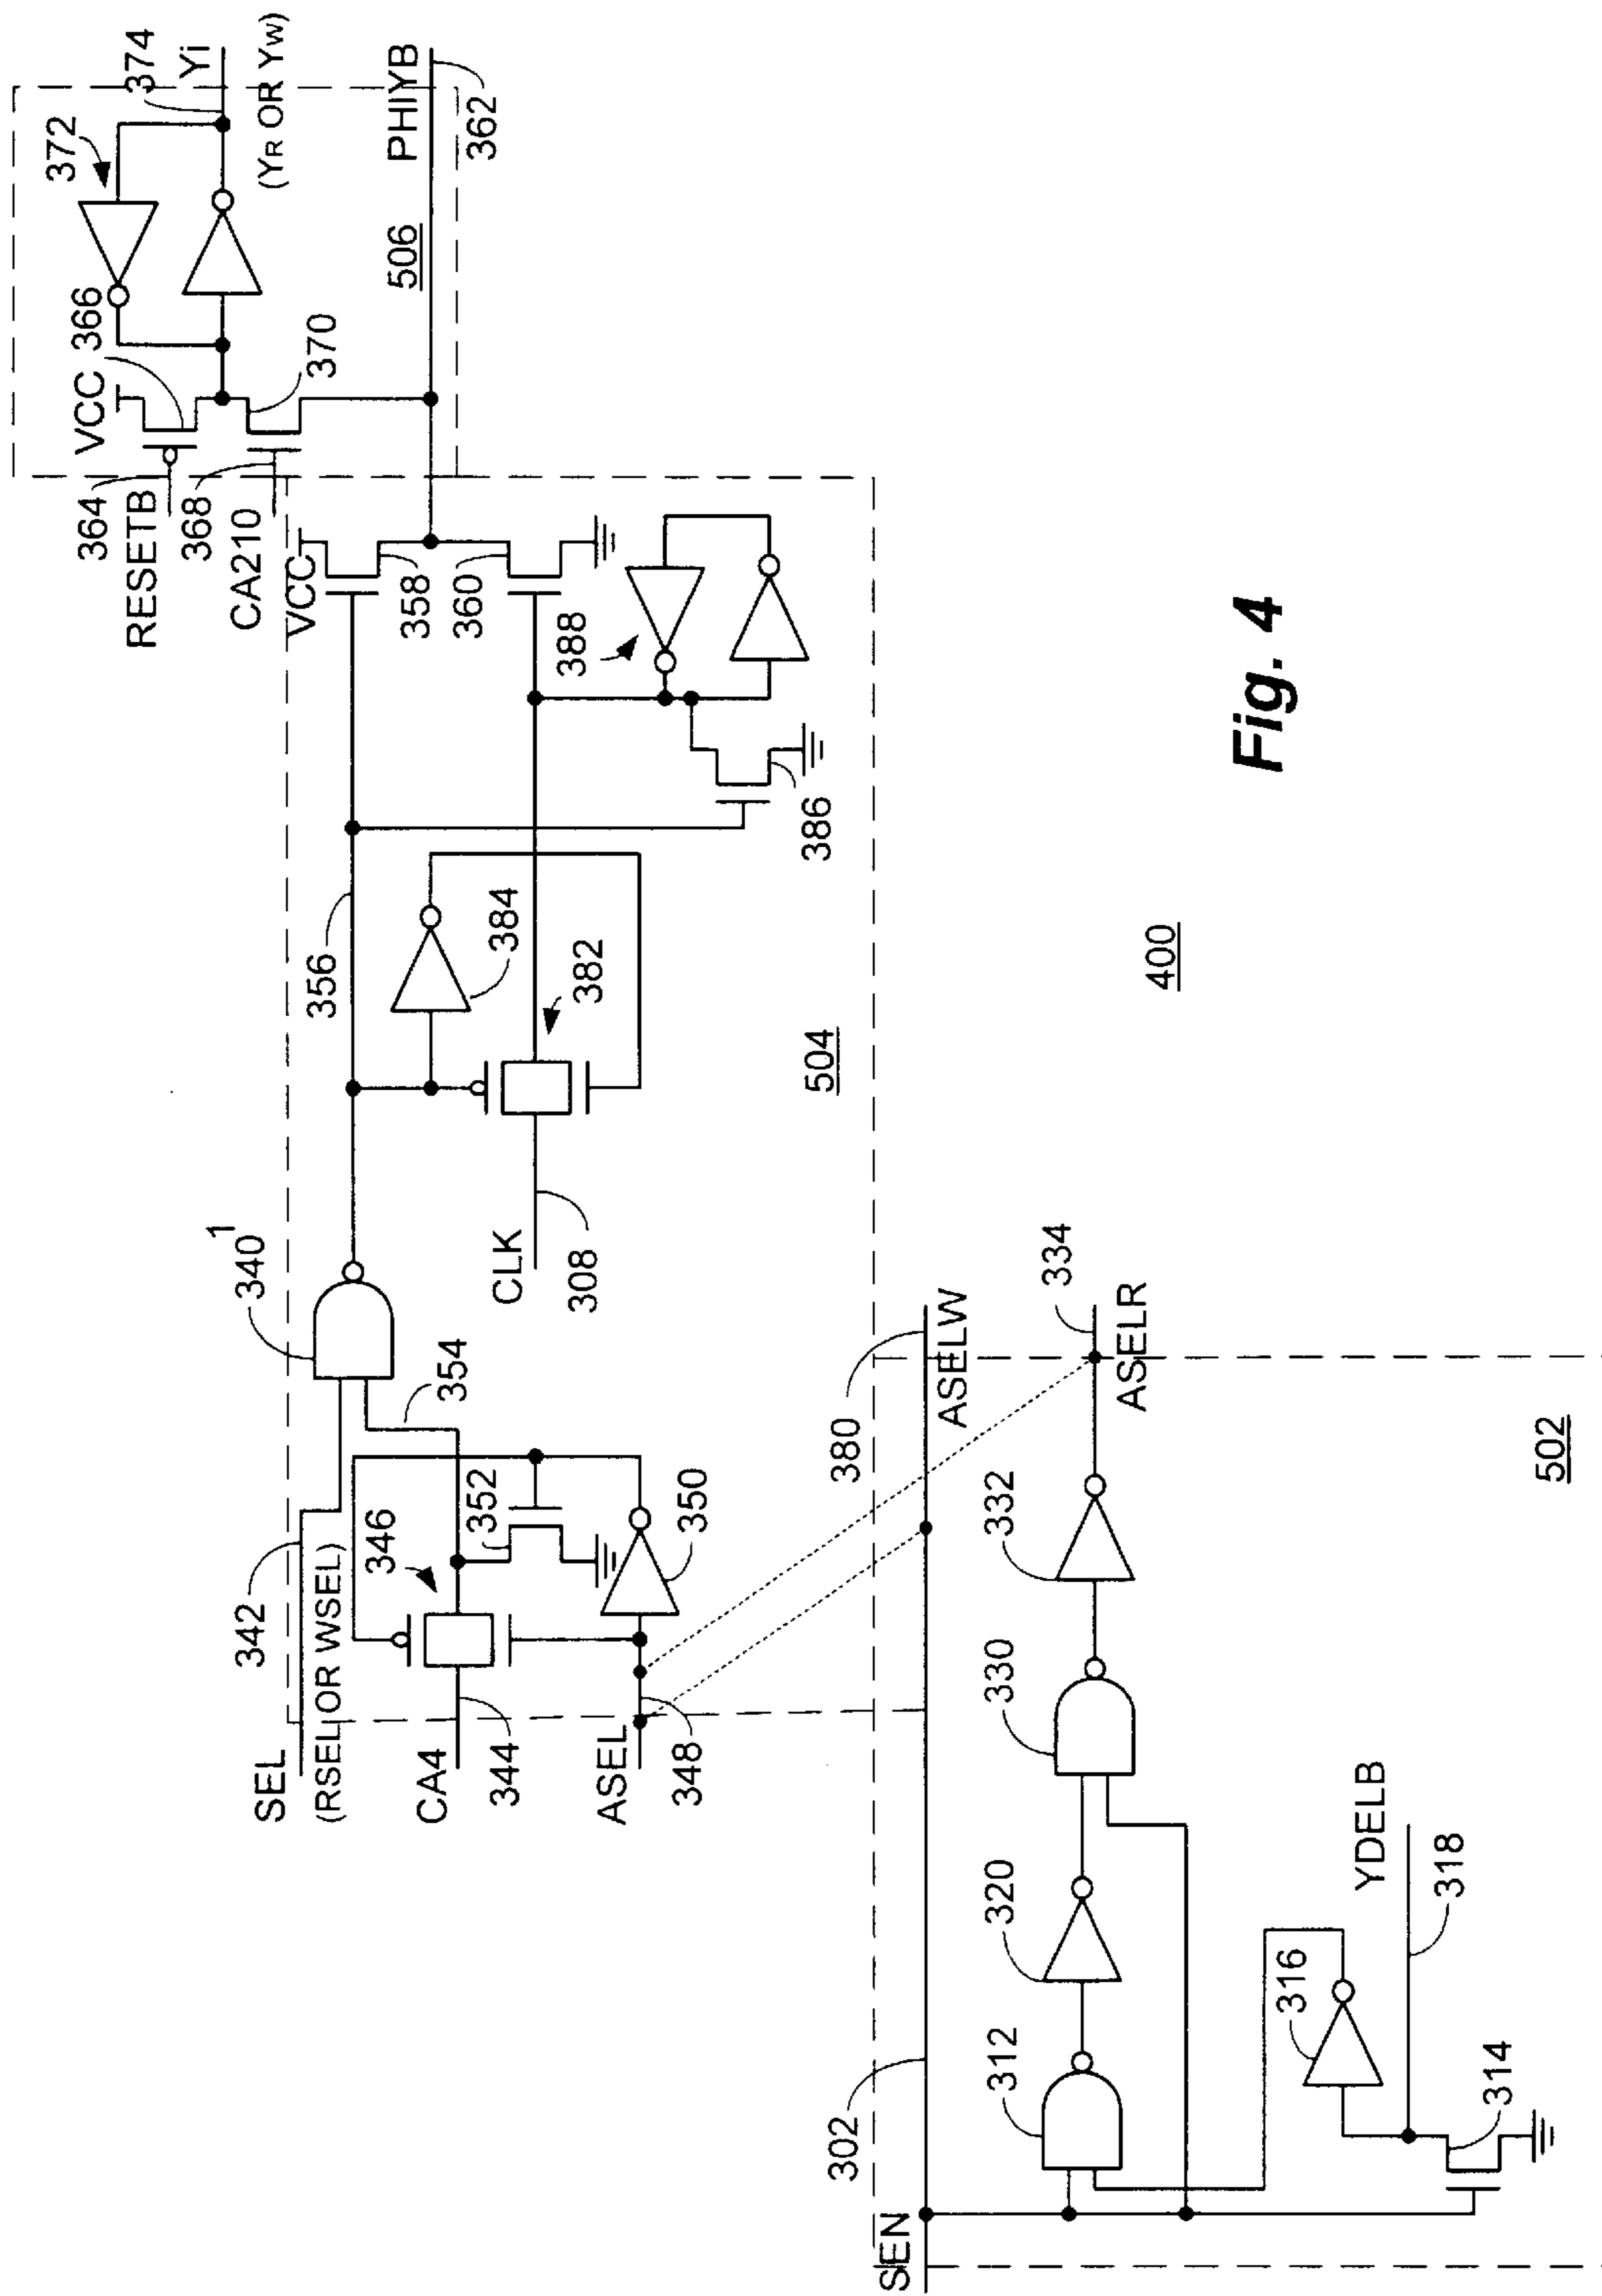 372
374
Yi
(YR OR YW)
VCC
366
370
364
RESETB
368
CA210
506
PHIYB
362
VCC
358
360
388
386
356
384
382
504
340 1
CLK
308
354
342
SEL
(RSEL OR WSEL)
346
352
350
CA4
344
ASEL
348
380
ASELW
334
ASELR
332
330
320
312
302
SEN
YDELB
318
316
314
502
400
Fig. 4